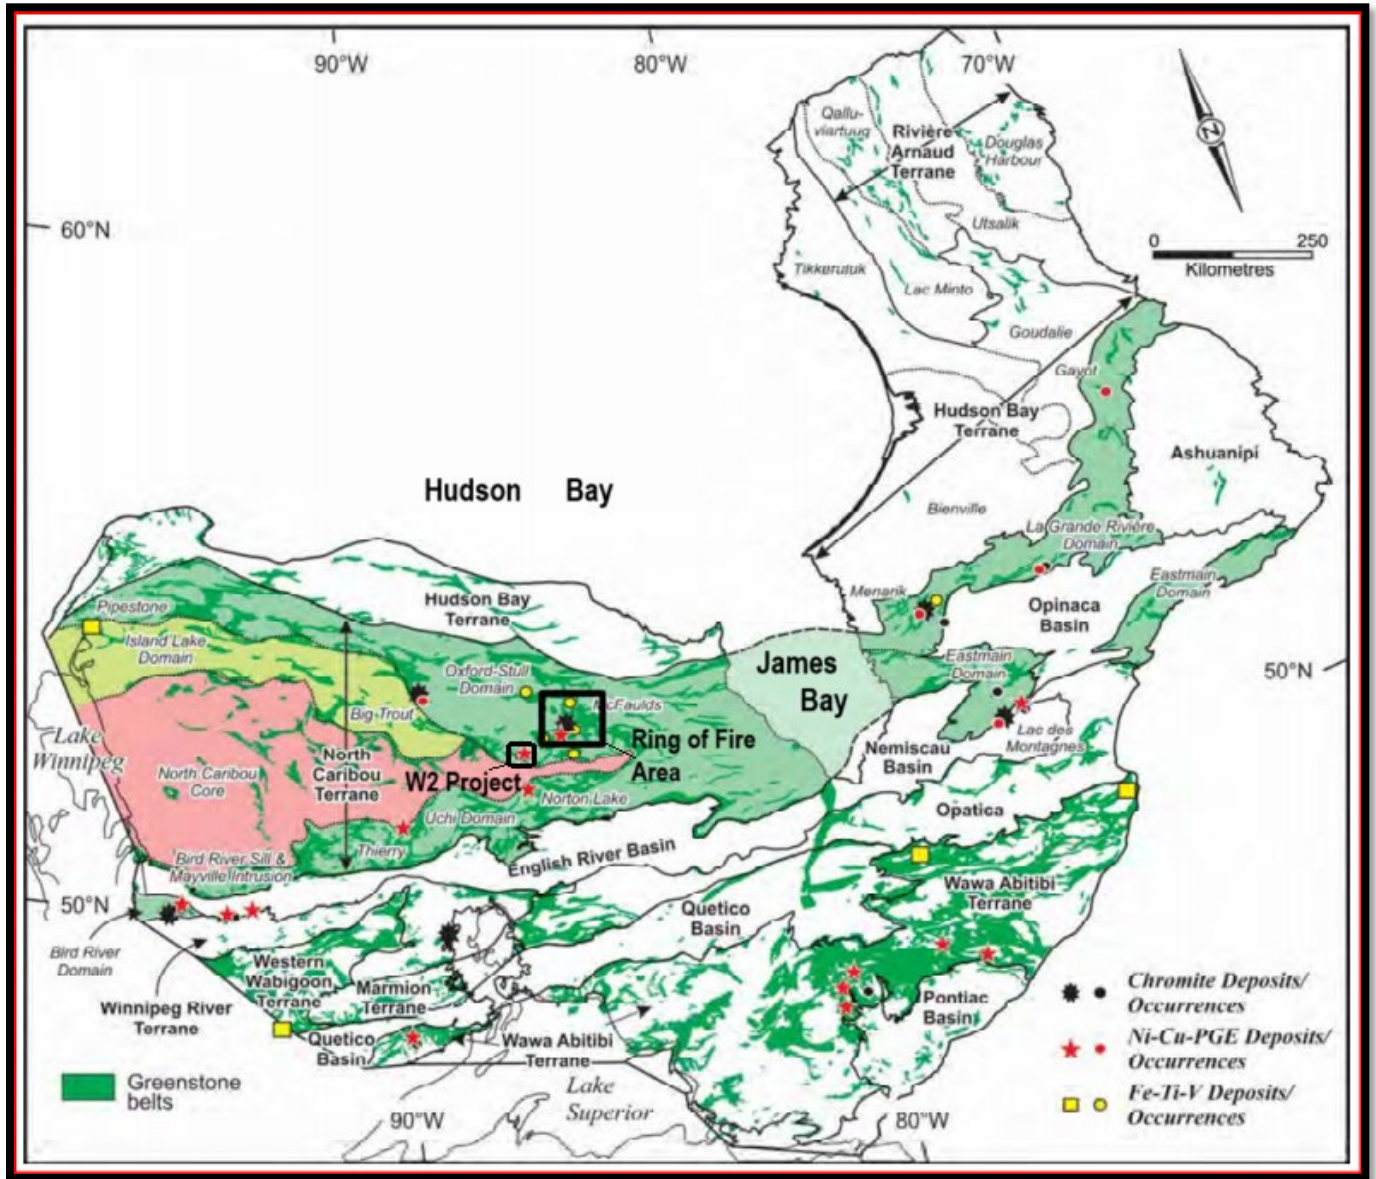 90°W
80°W
70°W
60°N
Qallu-
viartuuq
Rivière
Arnaud
Terrane
Douglas
Harbour
Utsalik
Tikkerutuk
Lac Minto
Goudalie
N
0
250
Kilometres
Gayot
Hudson Bay
Terrane
Ashuanipi
Bienville
La Grande Rivière
Domain
Hudson Bay
Menarik
Opinaca
Basin
Eastmain
Domain
Hudson Bay
Terrane
Pipestone
Island Lake
Domain
Oxford-Stull
Domain
James
Bay
Eastmain
Domain
50°N
Big Trout
McFaulds
Lac des
Montagnes
Lake
Winnipeg
Ring of Fire
Area
Nemiscau
Basin
North Caribou
Core
North
Caribou
Terrane
W2 Project
Norton Lake
Uchi Domain
Opatica
Thierry
English River Basin
Bird River Sill &
Mayville Intrusion
Wawa Abitibi
Terrane
50°N
Quetico
Basin
Bird River
Domain
Western
Wabigoon
Terrane
Marmion
Terrane
Winnipeg River
Terrane
Pontiac
Basin
Quetico
Basin
Wawa Abitibi
Terrane
Lake
Superior
Chromite Deposits/
Occurrences
Ni-Cu-PGE Deposits/
Occurrences
Fe-Ti-V Deposits/
Occurrences
Greenstone
belts
90°W
80°W